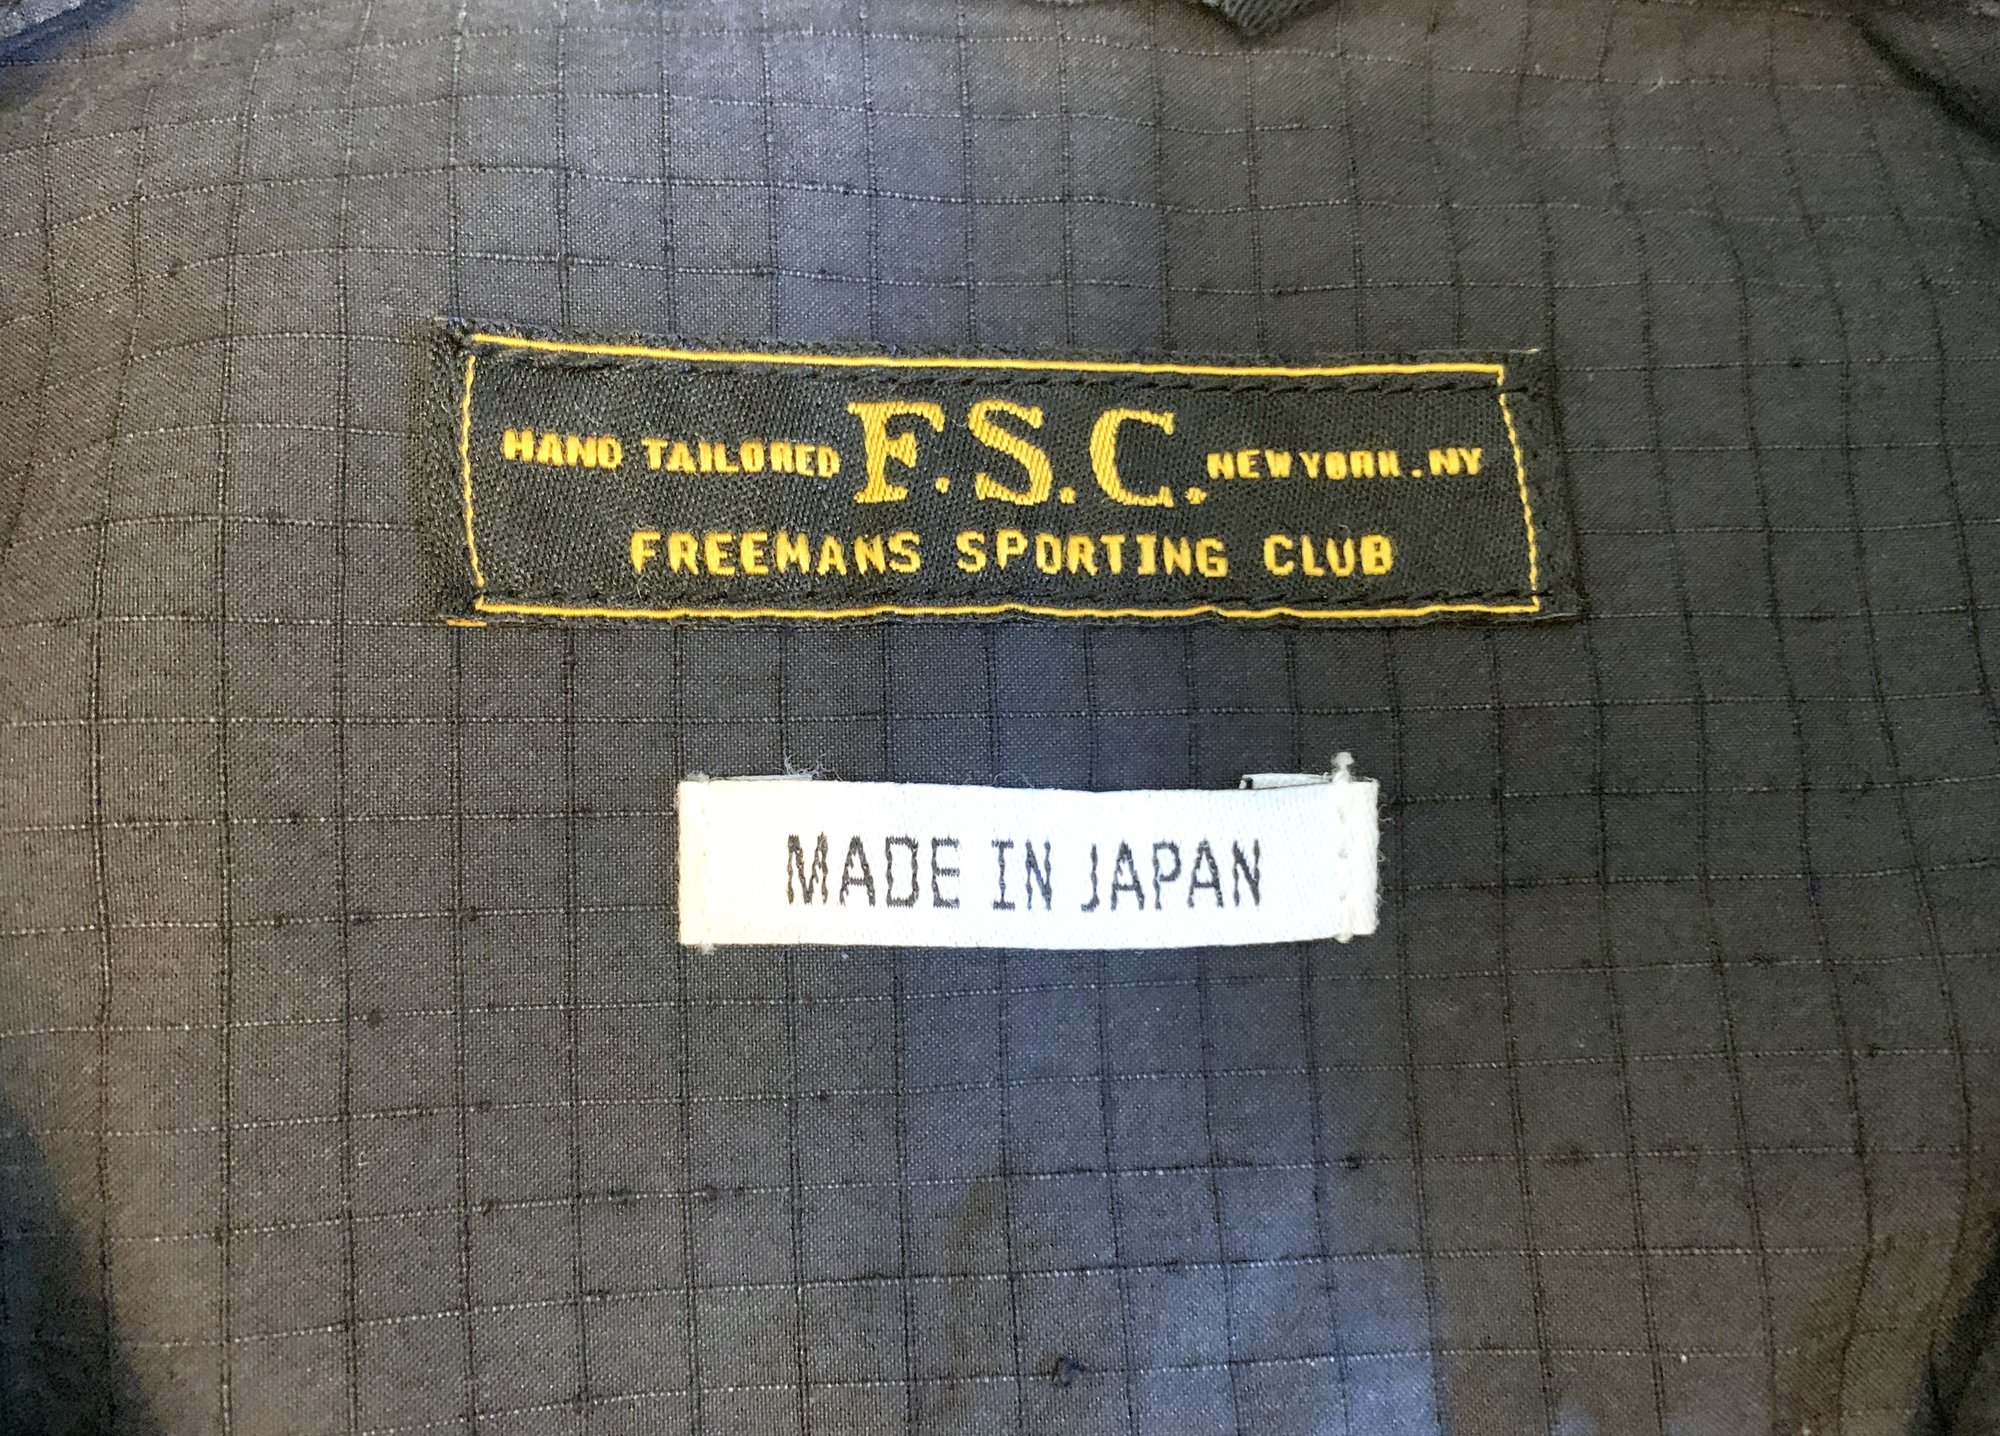 HAND TAILORED F.S.C. NEW YORK.NY
FREEMANS SPORTING CLUB
MADE IN JAPAN